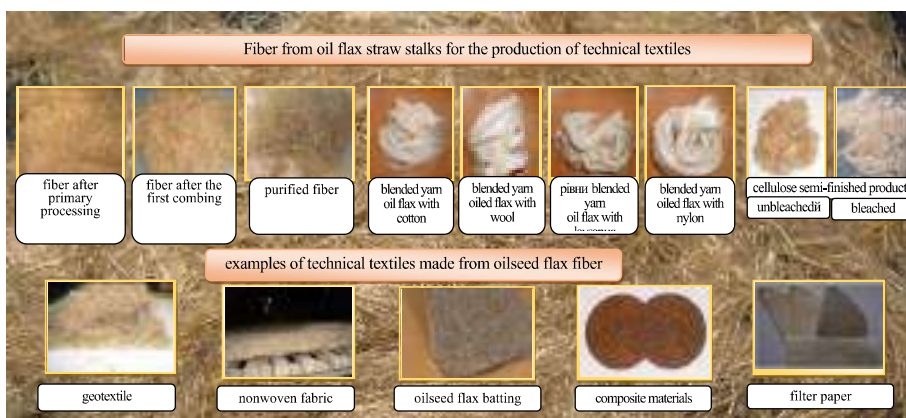 Fiber from oil flax straw stalks for the production of technical textiles
fiber after
primary
processing
fiber after the
first combing
purified fiber
blended yarn
oil flax with
cotton
blended yarn
oiled flax with
wool
рівни blended
yarn
oil flax with
blended yarn
oiled flax with
nylon
cellulose semi-finished product
unbleachedій
bleached
examples of technical textiles made from oilseed flax fiber
geotextile
nonwoven fabric
oilseed flax batting
composite materials
filter paper